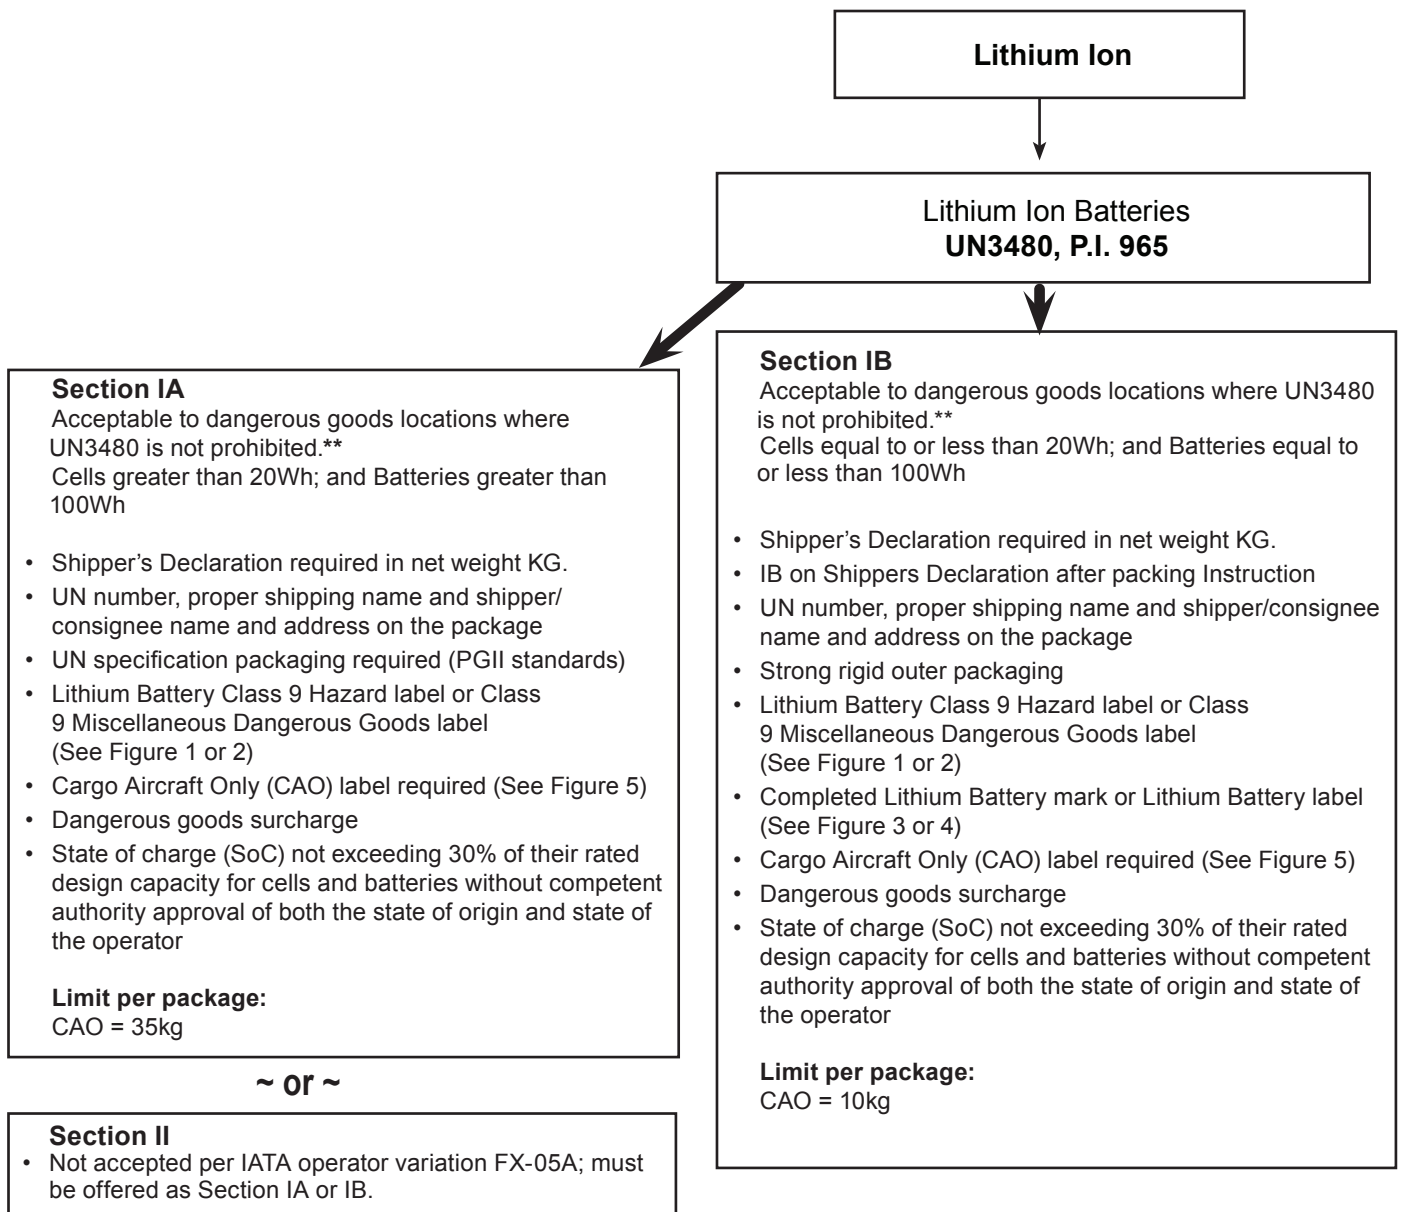 Lithium Ion
Lithium Ion Batteries
UN3480, P.I. 965
Section IA
Acceptable to dangerous goods locations where
UN3480 is not prohibited.**
Cells greater than 20Wh; and Batteries greater than
100Wh
• Shipper's Declaration required in net weight KG.
• UN number, proper shipping name and shipper/
consignee name and address on the package
• UN specification packaging required (PGII standards)
• Lithium Battery Class 9 Hazard label or Class
9 Miscellaneous Dangerous Goods label
(See Figure 1 or 2)
• Cargo Aircraft Only (CAO) label required (See Figure 5)
• Dangerous goods surcharge
• State of charge (SoC) not exceeding 30% of their rated
design capacity for cells and batteries without competent
authority approval of both the state of origin and state of
the operator
Limit per package:
CAO = 35kg
~ or ~
Section II
• Not accepted per IATA operator variation FX-05A; must
be offered as Section IA or IB.
Section IB
Acceptable to dangerous goods locations where UN3480
is not prohibited.**
Cells equal to or less than 20Wh; and Batteries equal to
or less than 100Wh
• Shipper's Declaration required in net weight KG.
• IB on Shippers Declaration after packing Instruction
• UN number, proper shipping name and shipper/consignee
name and address on the package
• Strong rigid outer packaging
• Lithium Battery Class 9 Hazard label or Class
9 Miscellaneous Dangerous Goods label
(See Figure 1 or 2)
• Completed Lithium Battery mark or Lithium Battery label
(See Figure 3 or 4)
• Cargo Aircraft Only (CAO) label required (See Figure 5)
• Dangerous goods surcharge
• State of charge (SoC) not exceeding 30% of their rated
design capacity for cells and batteries without competent
authority approval of both the state of origin and state of
the operator
Limit per package:
CAO = 10kg